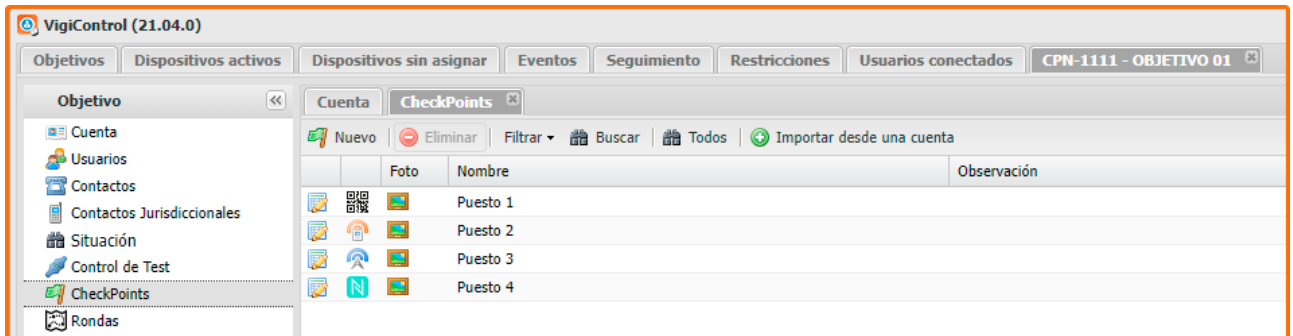 VigiControl (21.04.0)
Objetivos Dispositivos activos Dispositivos sin asignar Eventos Seguimiento Restricciones Usuarios conectados CPN-1111 - OBJETIVO 01
Objetivo
Cuenta
Usuarios
Contactos
Contactos Jurisdiccionales
Situación
Control de Test
CheckPoints
Rondas
Cuenta CheckPoints
Nuevo Eliminar Filtrar Buscar Todos Importar desde una cuenta
Foto Nombre Observación
Puesto 1
Puesto 2
Puesto 3
Puesto 4